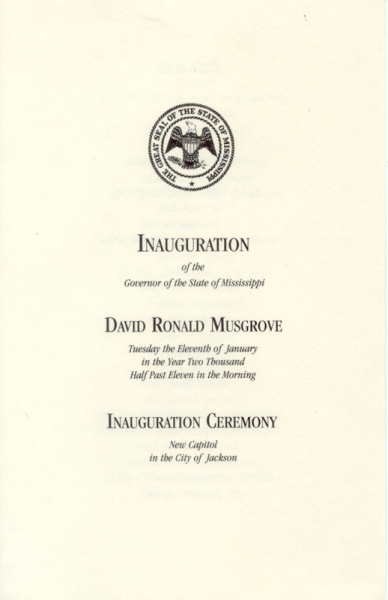 THE GREAT SEAL OF THE STATE OF MISSISSIPPI
INAUGURATION
of the
Governor of the State of Mississippi
DAVID RONALD MUSGROVE
Tuesday the Eleventh of January
in the Year Two Thousand
Half Past Eleven in the Morning
INAUGURATION CEREMONY
New Capitol
in the City of Jackson